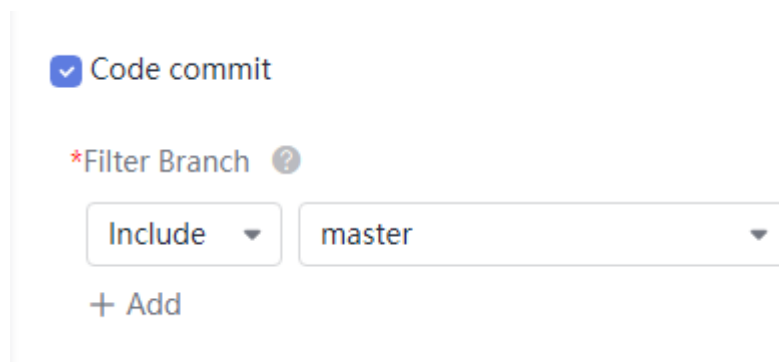 Code commit
*Filter Branch ?
Include master
+ Add